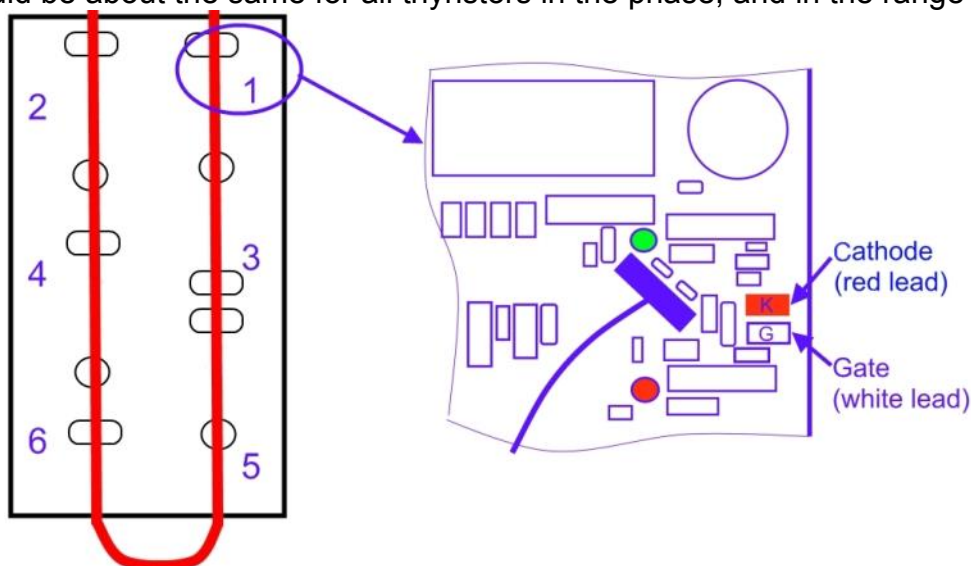 be about the same for all thyristors in the phase, and in the range
1
2
3
4
5
6
Cathode
(red lead)
K
G
Gate
(white lead)